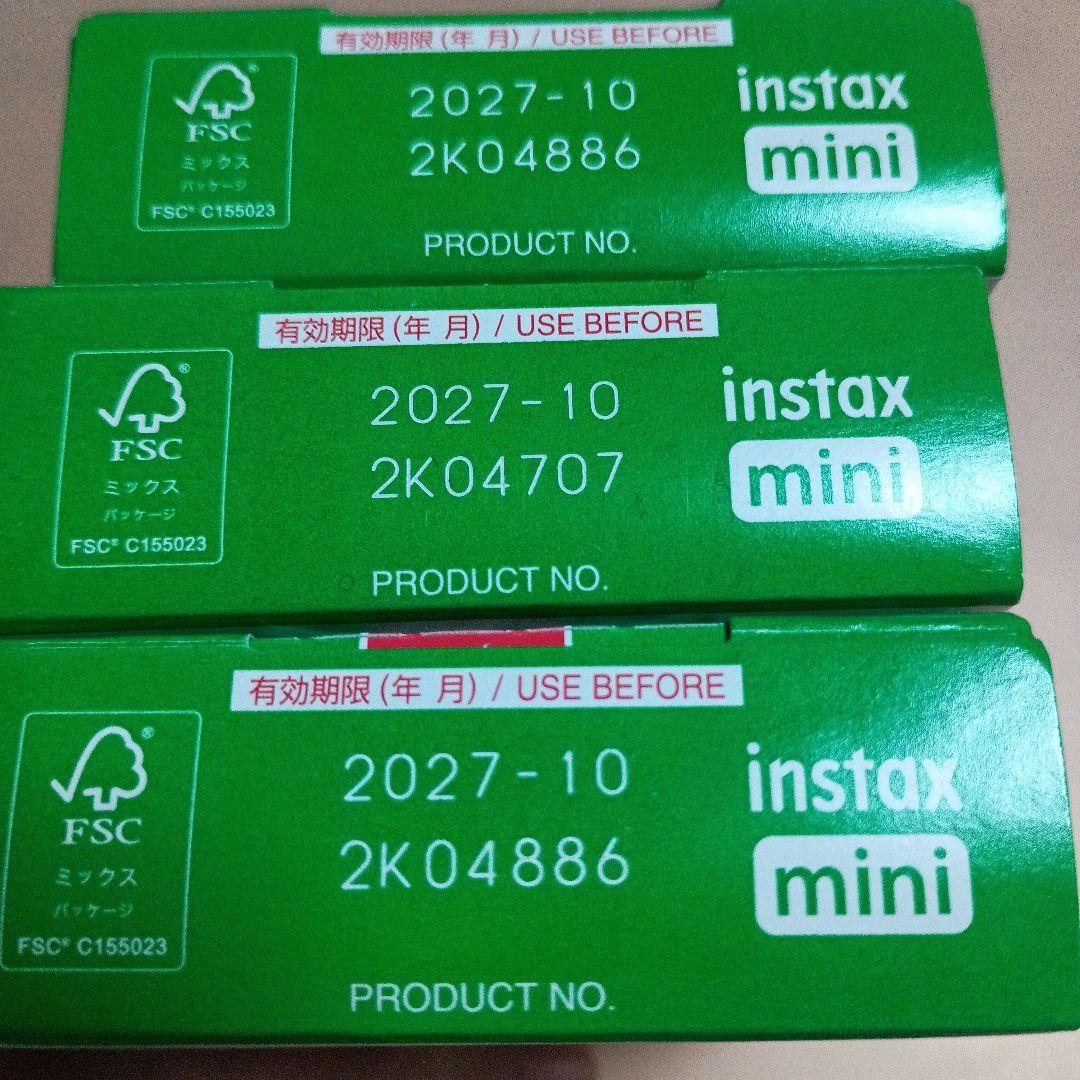 有効期限(年 月) / USE BEFORE
2027-10
2K04886
PRODUCT NO.
instax
mini
FSC®
ミックス
パッケージ
FSC® C155023
有効期限(年 月) / USE BEFORE
2027-10
2K04707
PRODUCT NO.
instax
mini
FSC®
ミックス
パッケージ
FSC® C155023
有効期限(年 月) / USE BEFORE
2027-10
2K04886
PRODUCT NO.
instax
mini
FSC®
ミックス
パッケージ
FSC® C155023